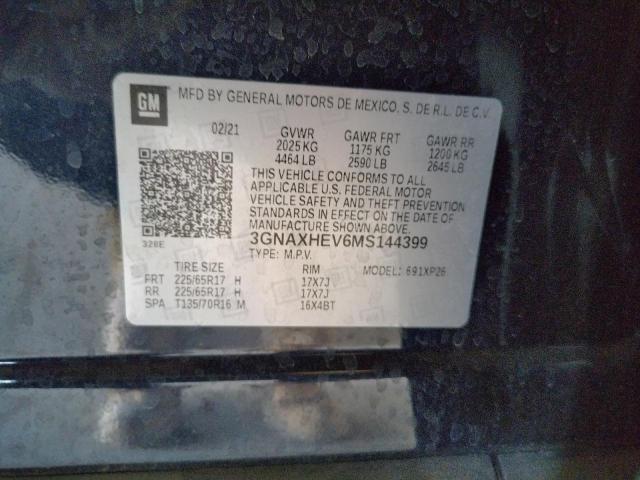 GM
MFD BY GENERAL MOTORS DE MEXICO, S. DE R.L. DE C.V.
02/21 GVWR GAWR FRT GAWR RR
2025 KG 1175 KG 1200 KG
4464 LB 2590 LB 2645 LB
THIS VEHICLE CONFORMS TO ALL
APPLICABLE U.S. FEDERAL MOTOR
VEHICLE SAFETY AND THEFT PREVENTION
STANDARDS IN EFFECT ON THE DATE OF
MANUFACTURE SHOWN ABOVE.
328E 3GNAXHEV6MS144399
TYPE: M.P.V.
TIRE SIZE RIM MODEL: 691XP26
FRT 225/65R17 H 17X7J
RR 225/65R17 H 17X7J
SPA T135/70R16 M 16X4BT